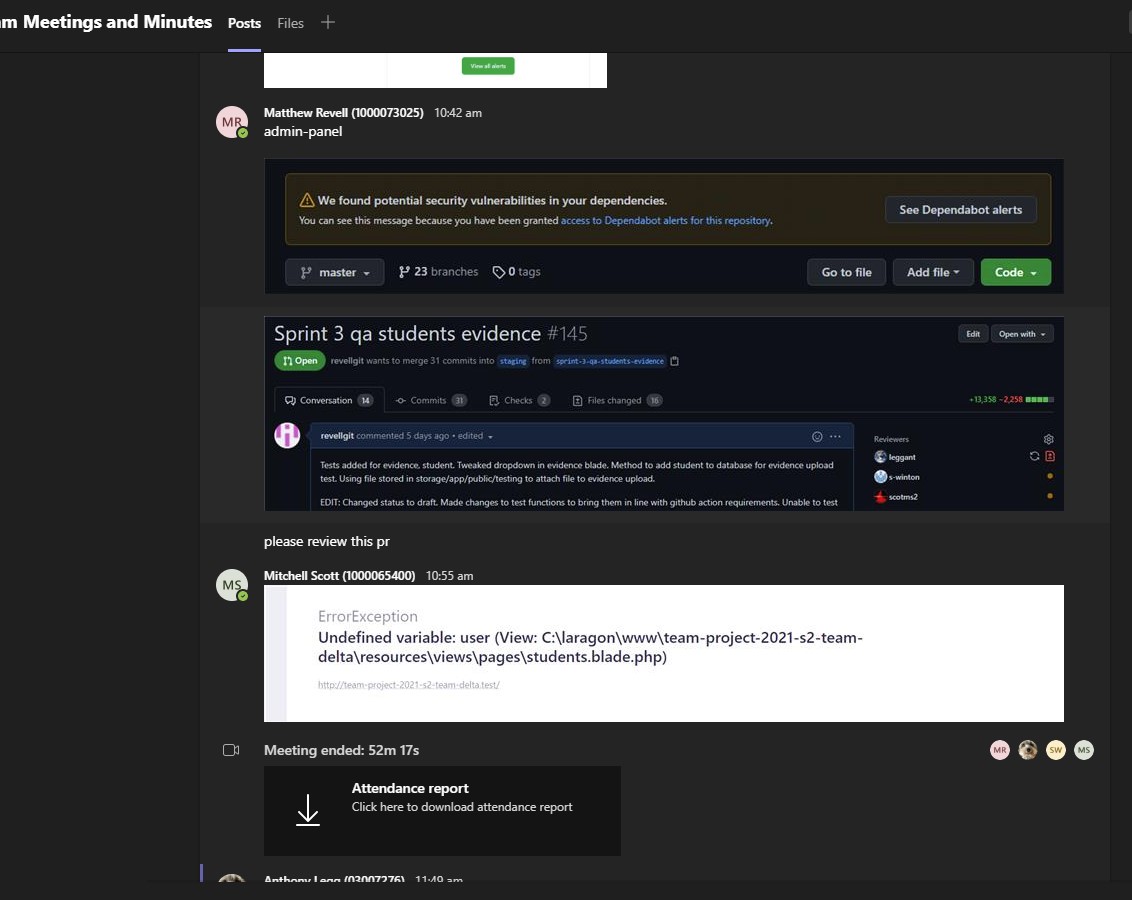 m Meetings and Minutes Posts Files
View all alerts
MR Matthew Revell (1000073025) 10:42 am
admin-panel
We found potential security vulnerabilities in your dependencies.
You can see this message because you have been granted access to Dependabot alerts for this repository.
See Dependabot alerts
master 23 branches 0 tags Go to file Add file Code
Sprint 3 qa students evidence #145 Edit Open with
Open revellgit wants to merge 31 commits into staging from sprint-3-qa-students-evidence
Conversation 14 Commits 31 Checks 2 Files changed 16 +13,358 −2,258
revellgit commented 5 days ago • edited
Tests added for evidence, student. Tweaked dropdown in evidence blade. Method to add student to database for evidence upload
test. Using file stored in storage/app/public/testing to attach file to evidence upload.
EDIT: Changed status to draft. Made changes to test functions to bring them in line with github action requirements. Unable to test
Reviewers
leggant
s-winton
scotms2
please review this pr
MS Mitchell Scott (1000065400) 10:55 am
ErrorException
Undefined variable: user (View: C:\laragon\www\team-project-2021-s2-team-
delta\resources\views\pages\students.blade.php)
http://team-project-2021-s2-team-delta.test/
Meeting ended: 52m 17s MR SW MS
Attendance report
Click here to download attendance report
Anthony Legg (03007276) 11:49 am